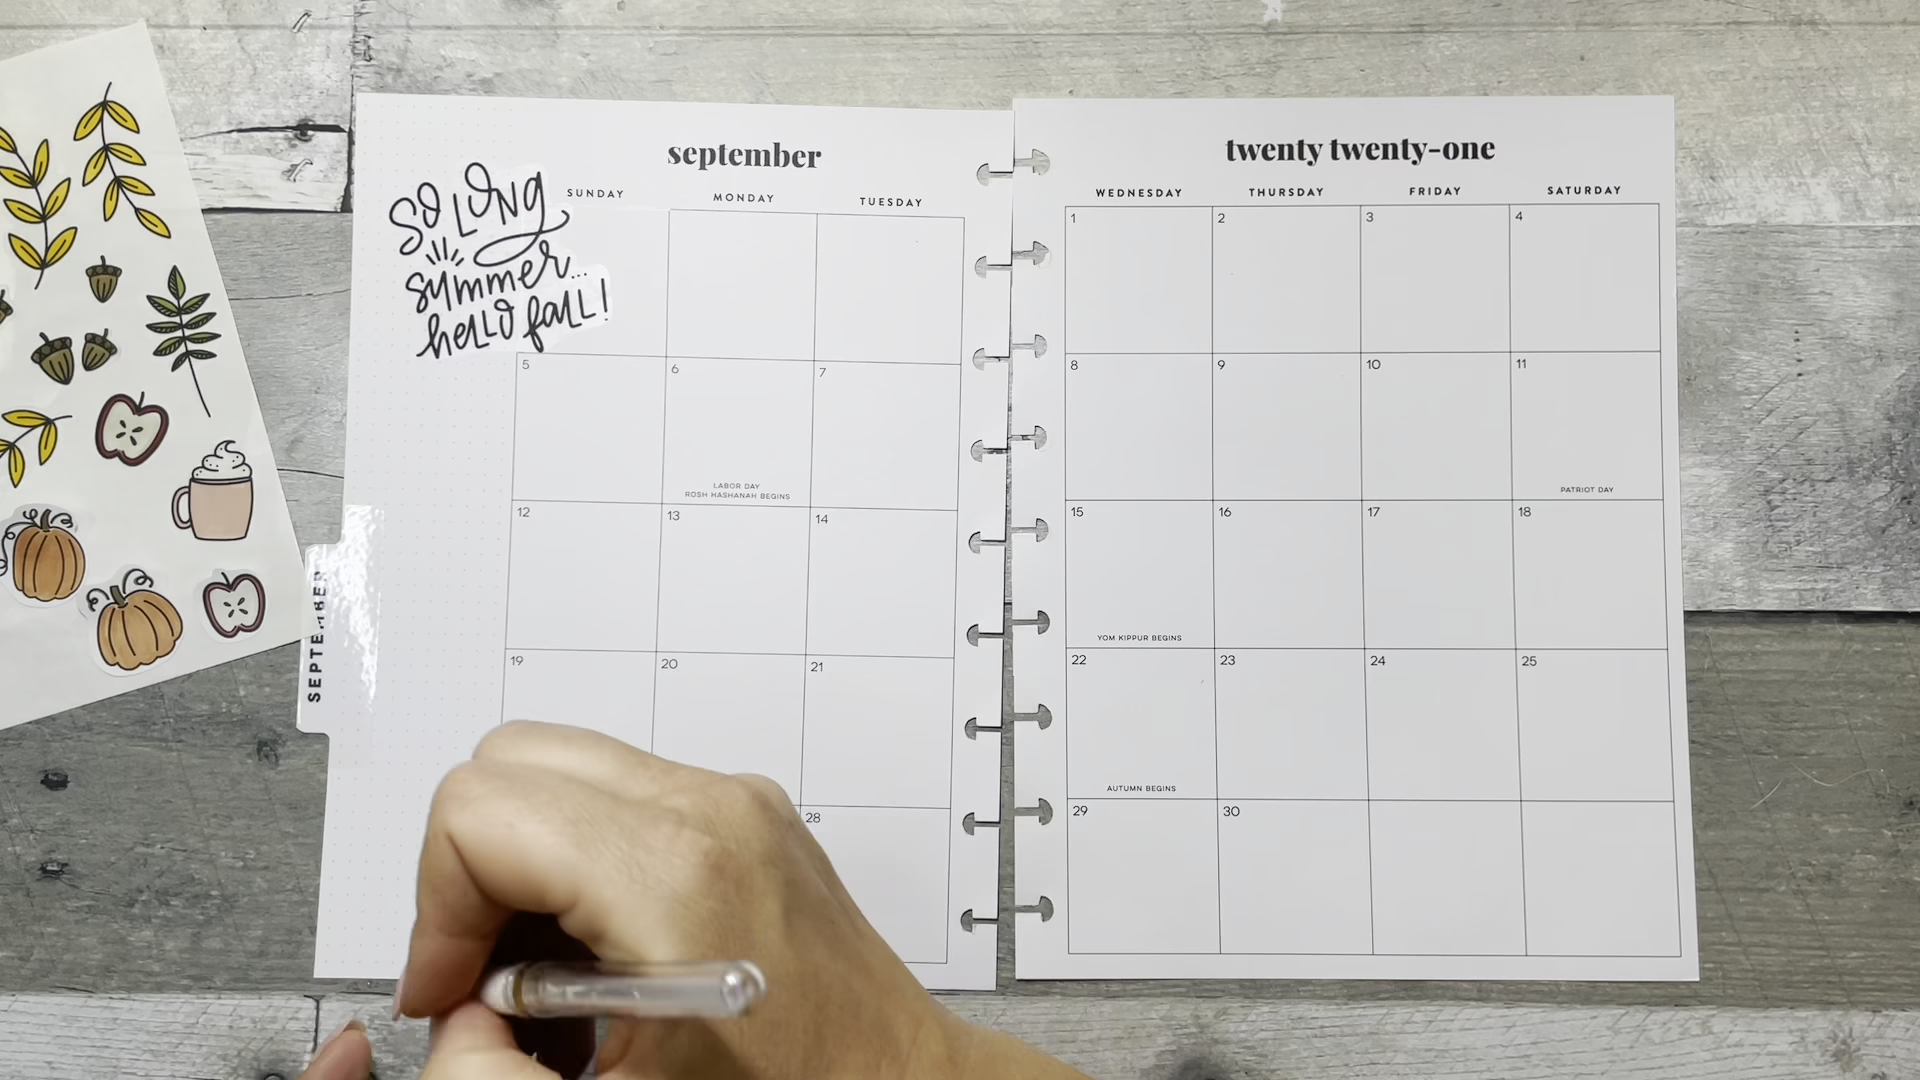 september
twenty twenty-one
SUNDAY MONDAY TUESDAY
WEDNESDAY THURSDAY FRIDAY SATURDAY
SO LONG
summer...
hello fall!
1 2 3 4
5 6 7
LABOR DAY
ROSH HASHANAH BEGINS
8 9 10 11
PATRIOT DAY
12 13 14
15 16 17 18
YOM KIPPUR BEGINS
19 20 21
22 23 24 25
AUTUMN BEGINS
28
29 30
SEPTEMBER